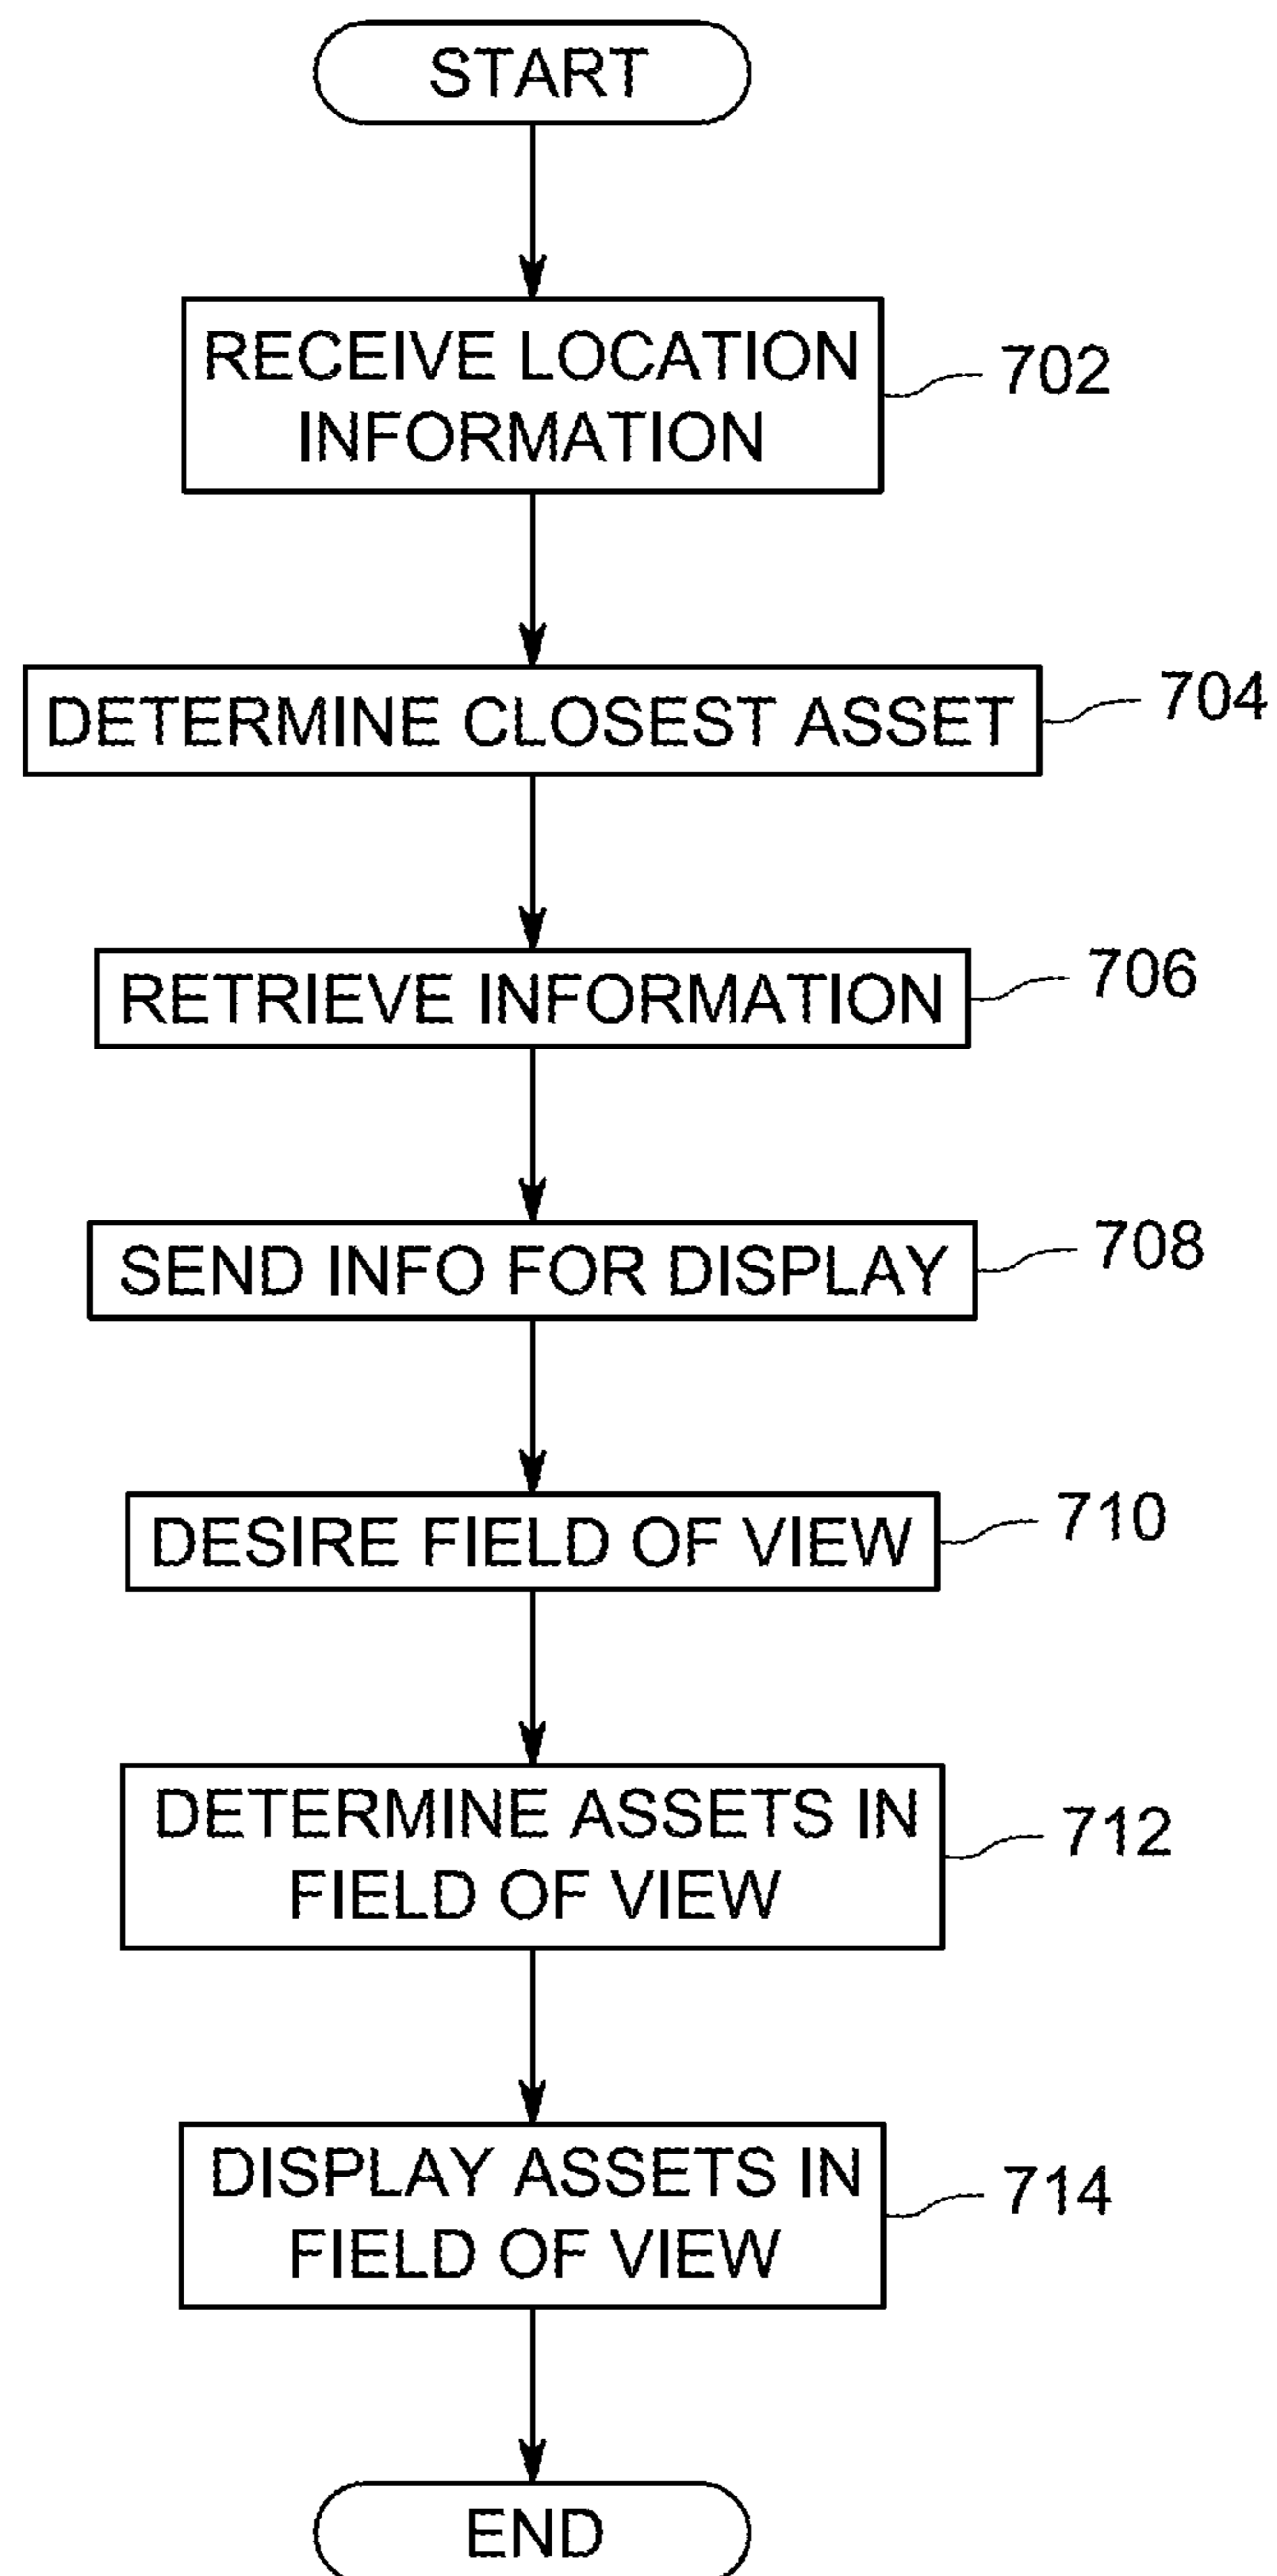 START
RECEIVE LOCATION
INFORMATION
702
DETERMINE CLOSEST ASSET
704
RETRIEVE INFORMATION
706
SEND INFO FOR DISPLAY
708
DESIRE FIELD OF VIEW
710
DETERMINE ASSETS IN
FIELD OF VIEW
712
DISPLAY ASSETS IN
FIELD OF VIEW
714
END